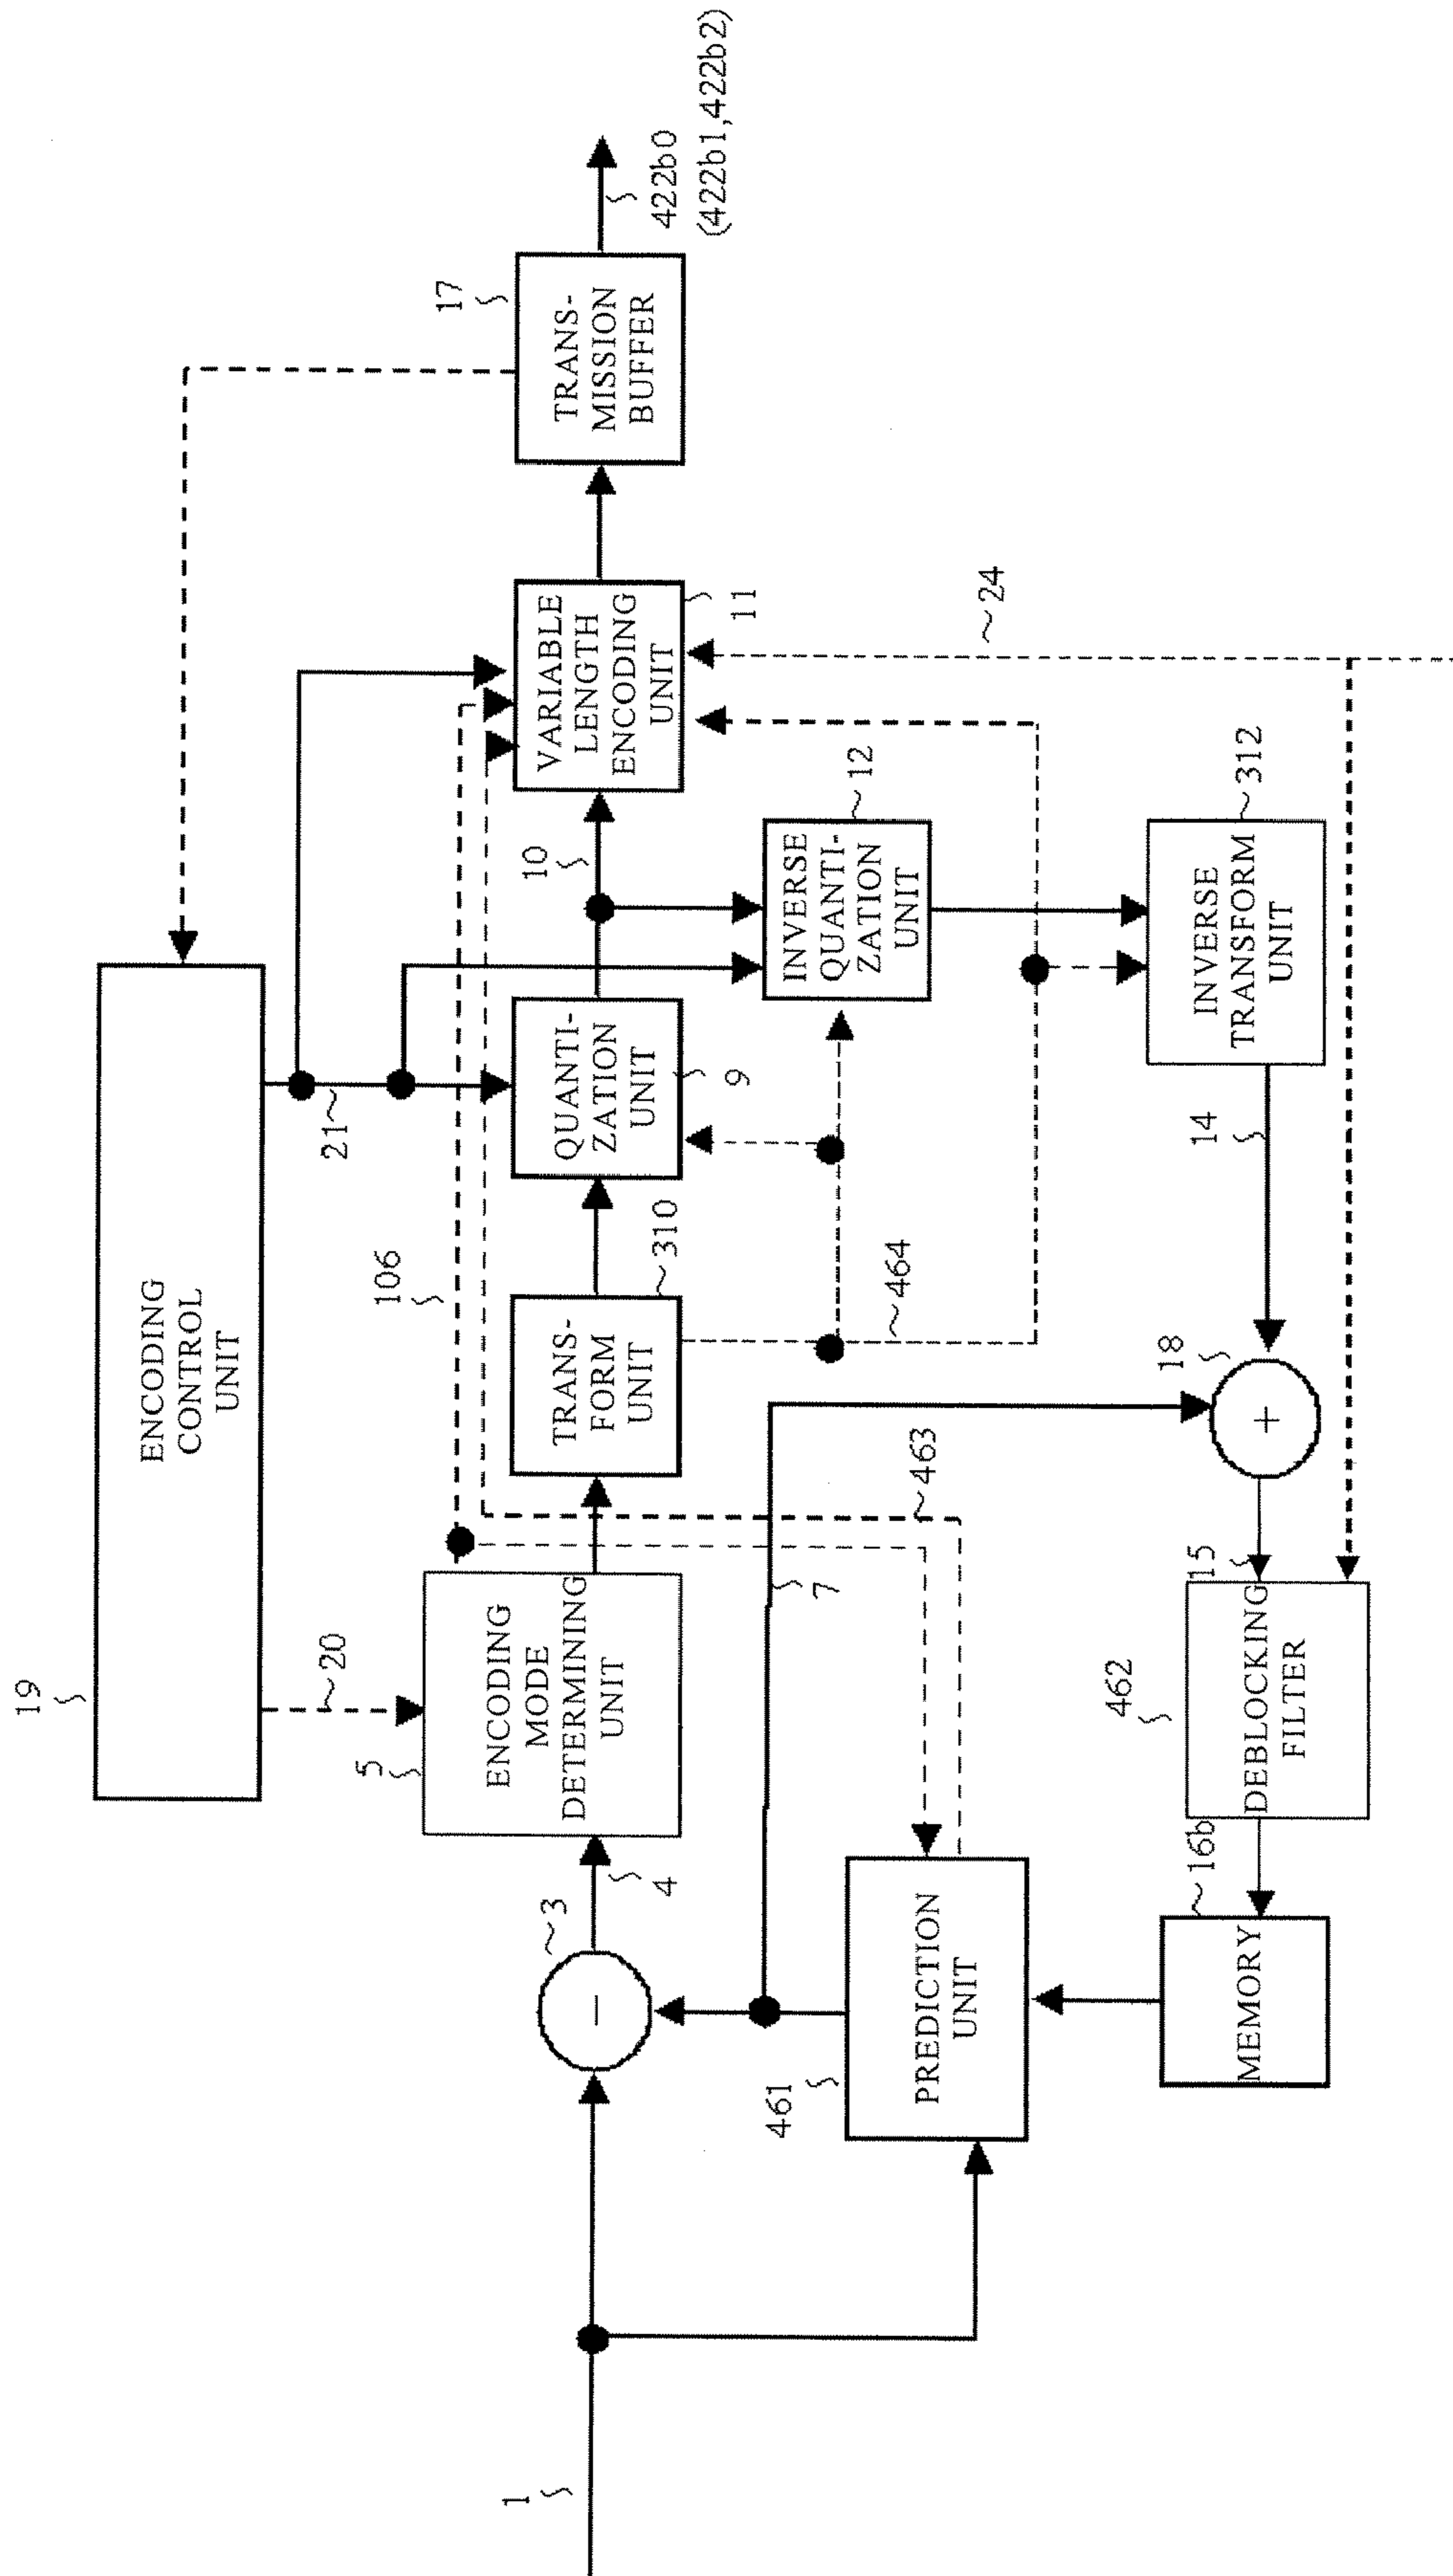 19
ENCODING
CONTROL
UNIT
20
21
106
17
TRANS-
MISSION
BUFFER
422b0
(422b1,422b2)
5
ENCODING
MODE
DETERMINING
UNIT
TRANS-
FORM
UNIT
310
QUANTI-
ZATION
UNIT
9
10
VARIABLE
LENGTH
ENCODING
UNIT
11
1
3
−
4
7
463
464
INVERSE
QUANTI-
ZATION
UNIT
12
24
461
PREDICTION
UNIT
18
+
14
INVERSE
TRANSFORM
UNIT
312
MEMORY
16b
462
DEBLOCKING
FILTER
15